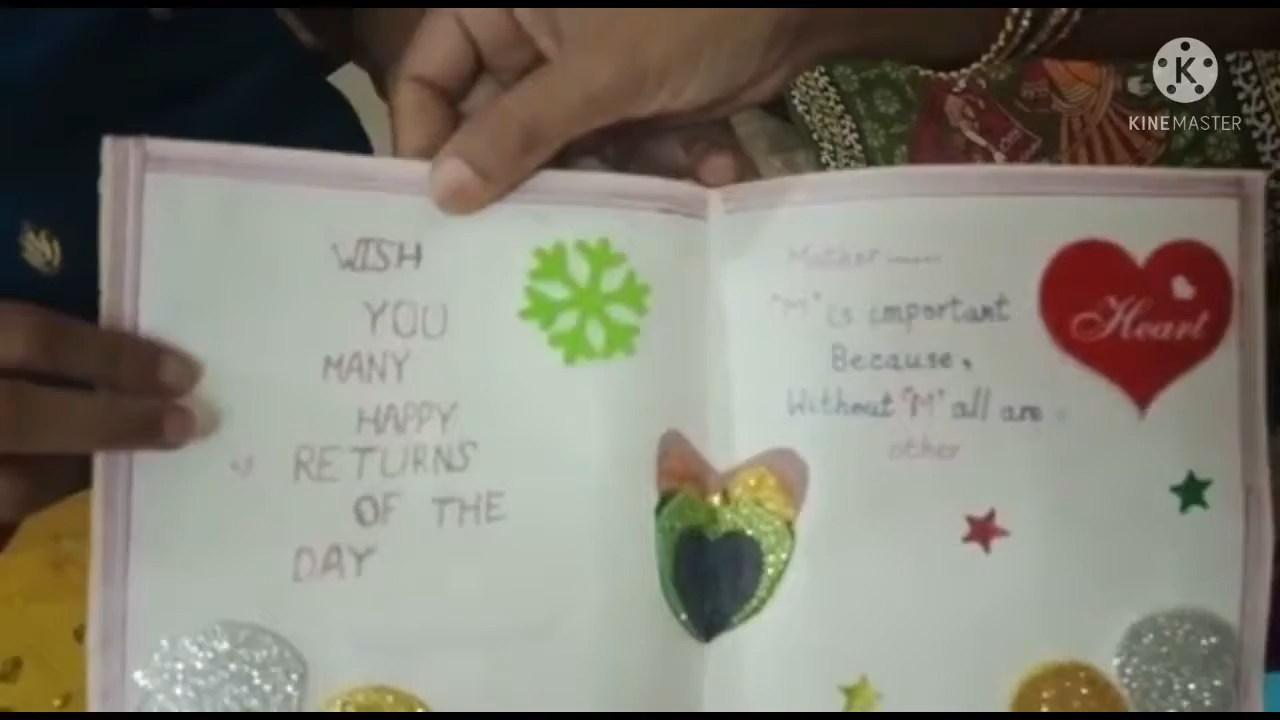 WISH
YOU
MANY
HAPPY
RETURNS
OF THE
DAY
Mother
"M" is important
Because,
Without "M" all are
other
Heart
KINEMASTER